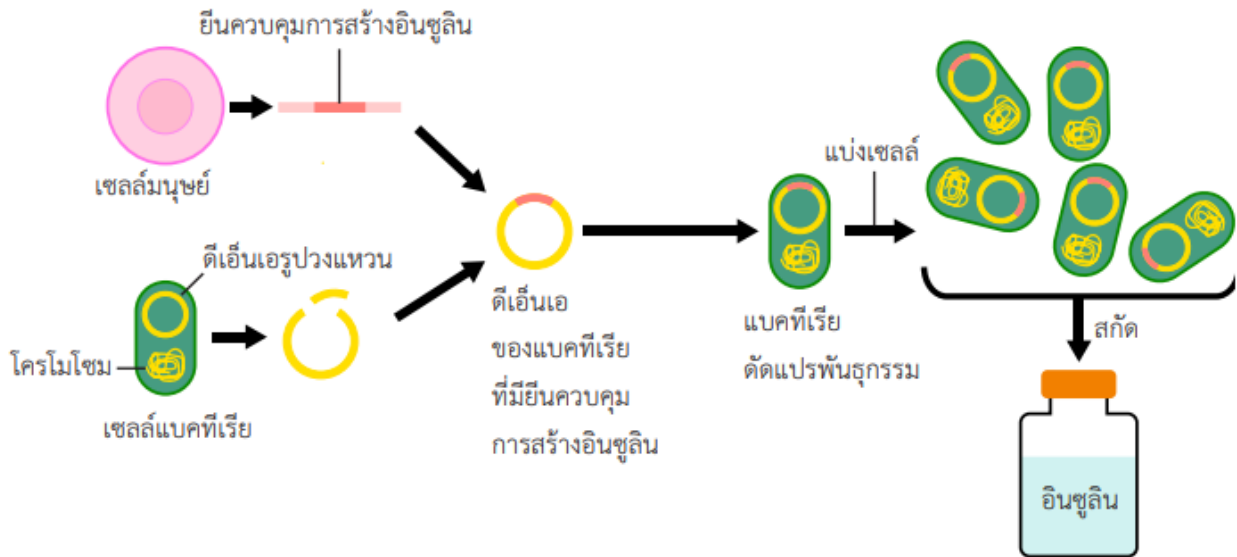 ยีนควบคุมการสร้างอินซูลิน
เซลล์มนุษย์
แบ่งเซลล์
ดีเอ็นเอรูปวงแหวน
โครโมโซม
เซลล์แบคทีเรีย
ดีเอ็นเอ
ของแบคทีเรีย
ที่มียีนควบคุม
การสร้างอินซูลิน
แบคทีเรีย
ดัดแปรพันธุกรรม
สกัด
อินซูลิน